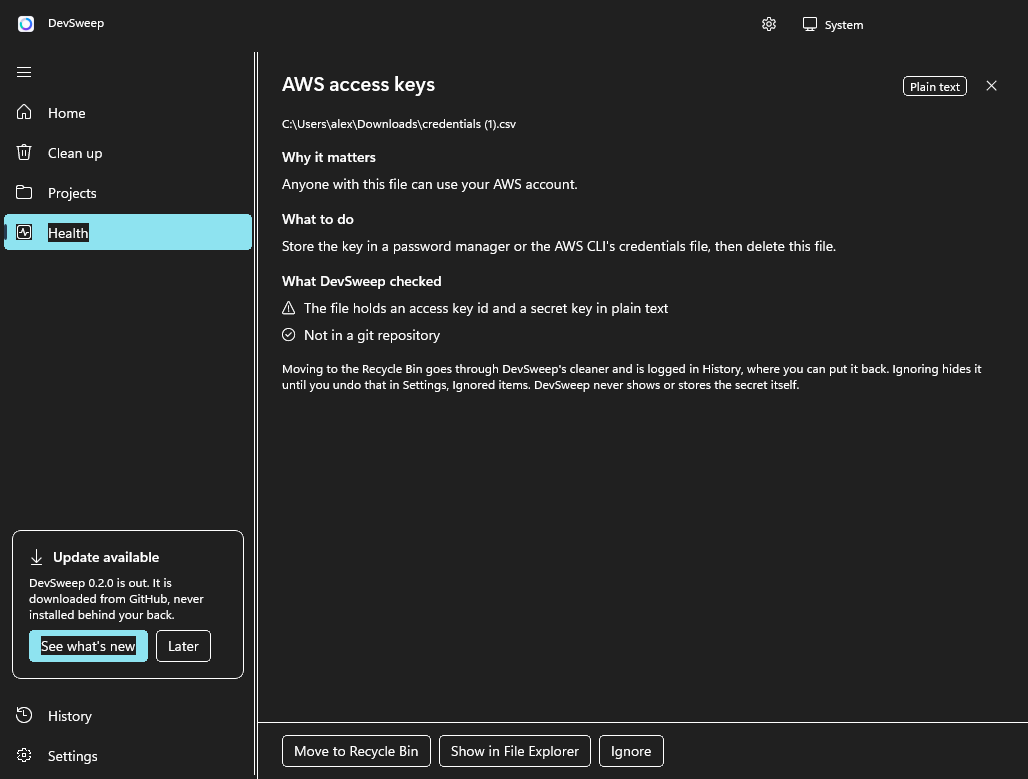 DevSweep
System
Home
Clean up
Projects
Health
Update available
DevSweep 0.2.0 is out. It is
downloaded from GitHub, never
installed behind your back.
See what's new
Later
History
Settings
AWS access keys
Plain text
C:\Users\alex\Downloads\credentials (1).csv
Why it matters
Anyone with this file can use your AWS account.
What to do
Store the key in a password manager or the AWS CLI's credentials file, then delete this file.
What DevSweep checked
The file holds an access key id and a secret key in plain text
Not in a git repository
Moving to the Recycle Bin goes through DevSweep's cleaner and is logged in History, where you can put it back. Ignoring hides it
until you undo that in Settings, Ignored items. DevSweep never shows or stores the secret itself.
Move to Recycle Bin
Show in File Explorer
Ignore